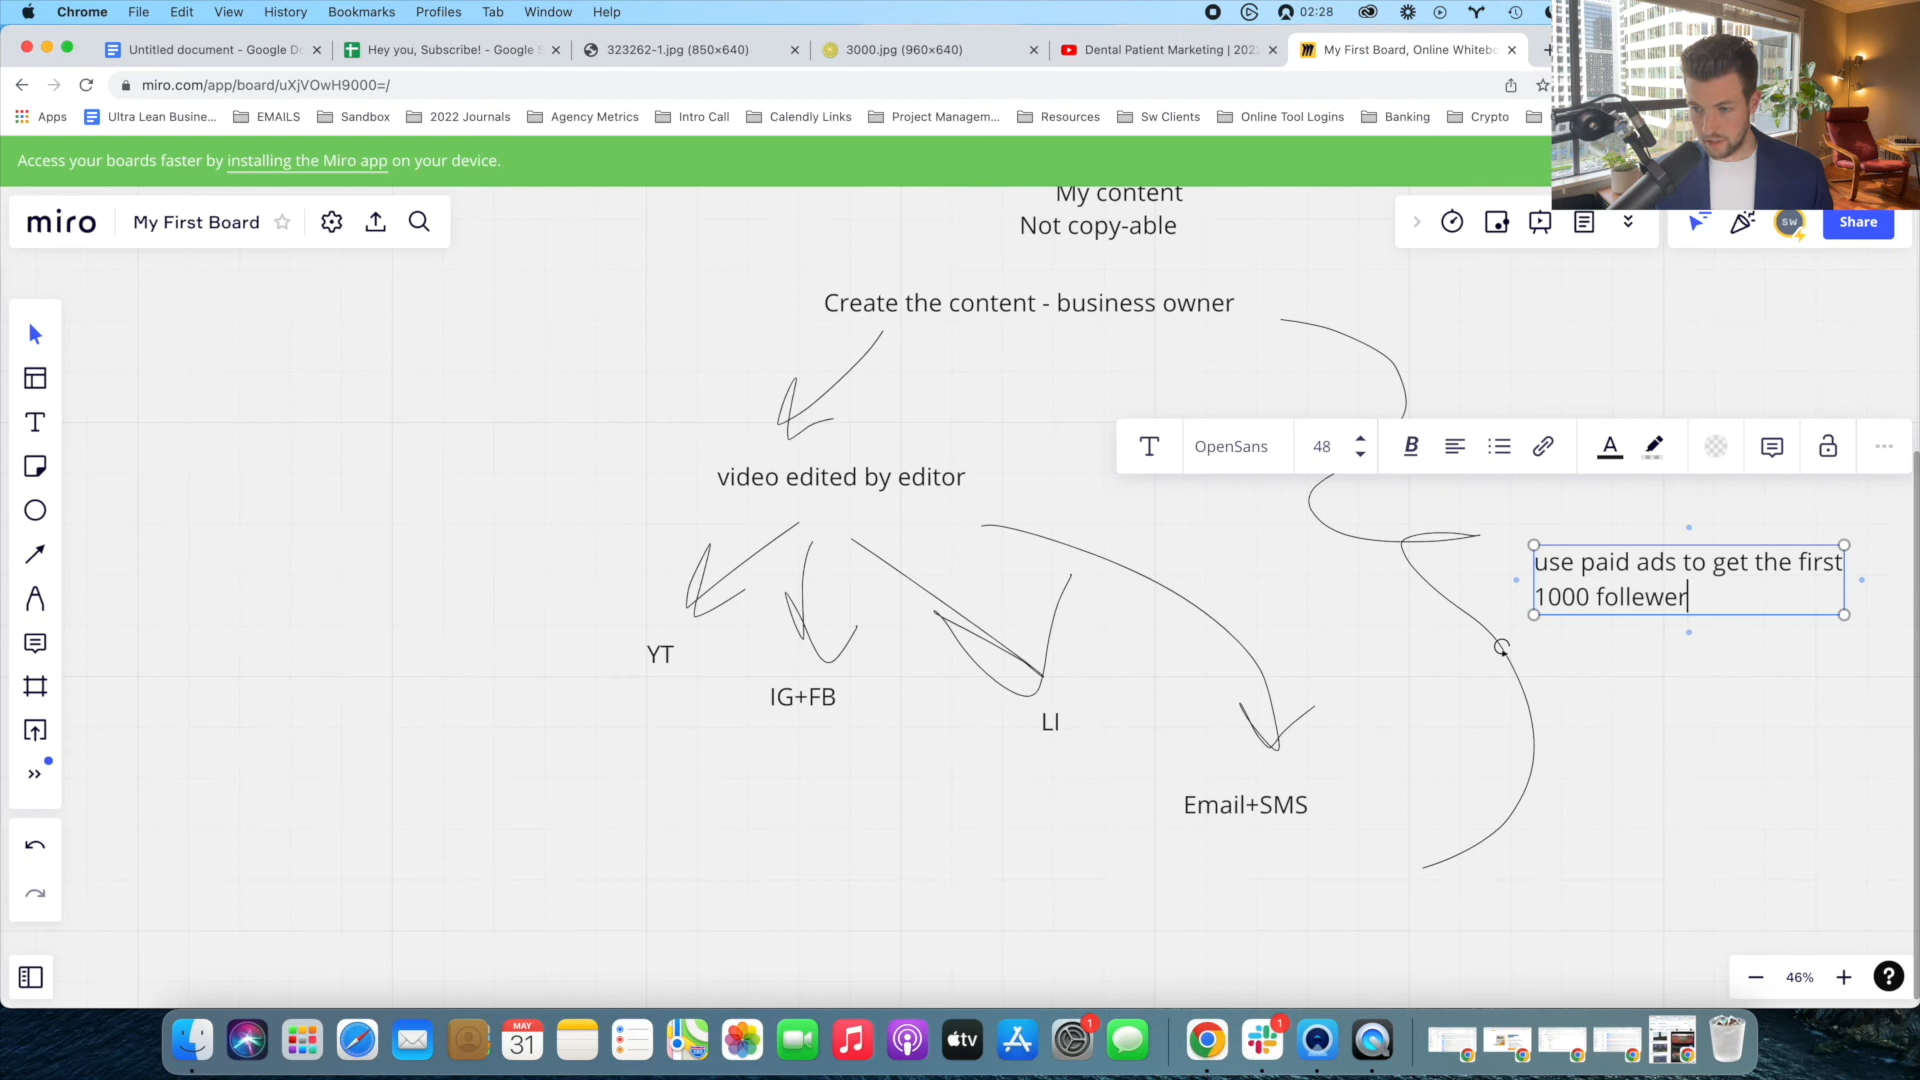 Chrome File Edit View History Bookmarks Profiles Tab Window Help
02:28
Untitled document - Google Do
Hey you, Subscribe! - Google S
323262-1.jpg (850×640)
3000.jpg (960×640)
Dental Patient Marketing | 202
My First Board, Online Whitebo
miro.com/app/board/uXjVOwH9000=/
Apps
Ultra Lean Busine...
EMAILS
Sandbox
2022 Journals
Agency Metrics
Intro Call
Calendly Links
Project Managem...
Resources
Sw Clients
Online Tool Logins
Banking
Crypto
Access your boards faster by installing the Miro app on your device.
miro
My First Board
SW
Share
My content
Not copy-able
Create the content - business owner
OpenSans
48
B
A
video edited by editor
use paid ads to get the first
1000 follewer
YT
IG+FB
LI
Email+SMS
46%
?
MAY
31
tv
1
1